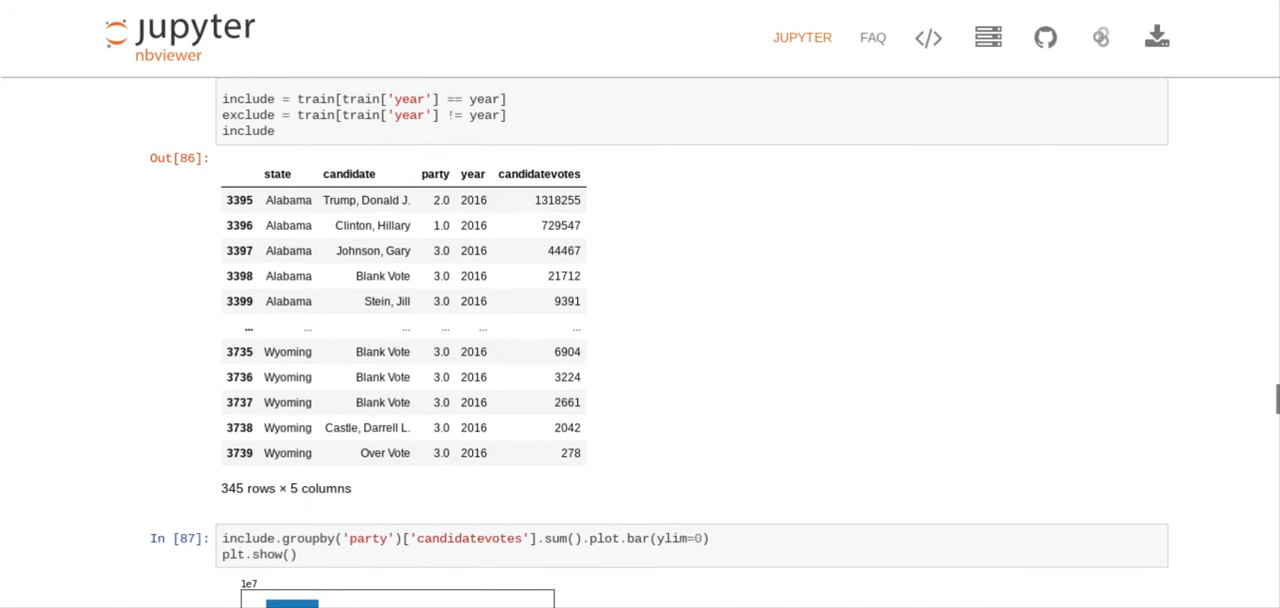 jupyter
nbviewer
JUPYTER FAQ
include = train[train['year'] == year]
exclude = train[train['year'] != year]
include
Out[86]:
state candidate party year candidatevotes
3395 Alabama Trump, Donald J. 2.0 2016 1318255
3396 Alabama Clinton, Hillary 1.0 2016 729547
3397 Alabama Johnson, Gary 3.0 2016 44467
3398 Alabama Blank Vote 3.0 2016 21712
3399 Alabama Stein, Jill 3.0 2016 9391
... ... ... ... ... ...
3735 Wyoming Blank Vote 3.0 2016 6904
3736 Wyoming Blank Vote 3.0 2016 3224
3737 Wyoming Blank Vote 3.0 2016 2661
3738 Wyoming Castle, Darrell L. 3.0 2016 2042
3739 Wyoming Over Vote 3.0 2016 278
345 rows × 5 columns
In [87]: include.groupby('party')['candidatevotes'].sum().plot.bar(ylim=0)
plt.show()
1e7